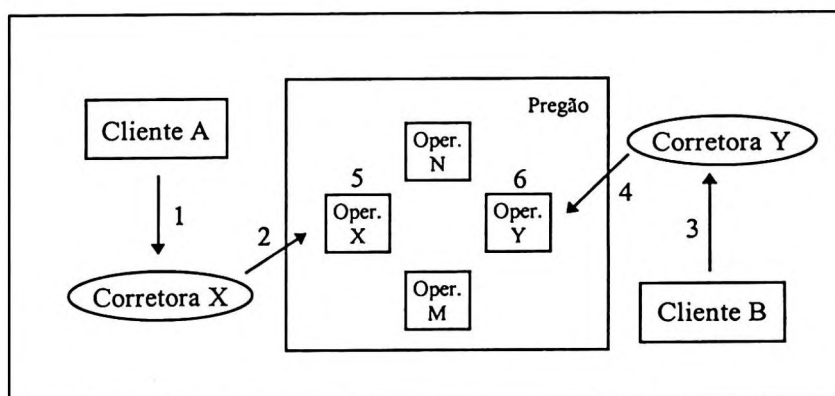 Cliente A
1
Corretora X
2
Pregão
Oper.
N
5
Oper.
X
6
Oper.
Y
Oper.
M
Corretora Y
4
3
Cliente B